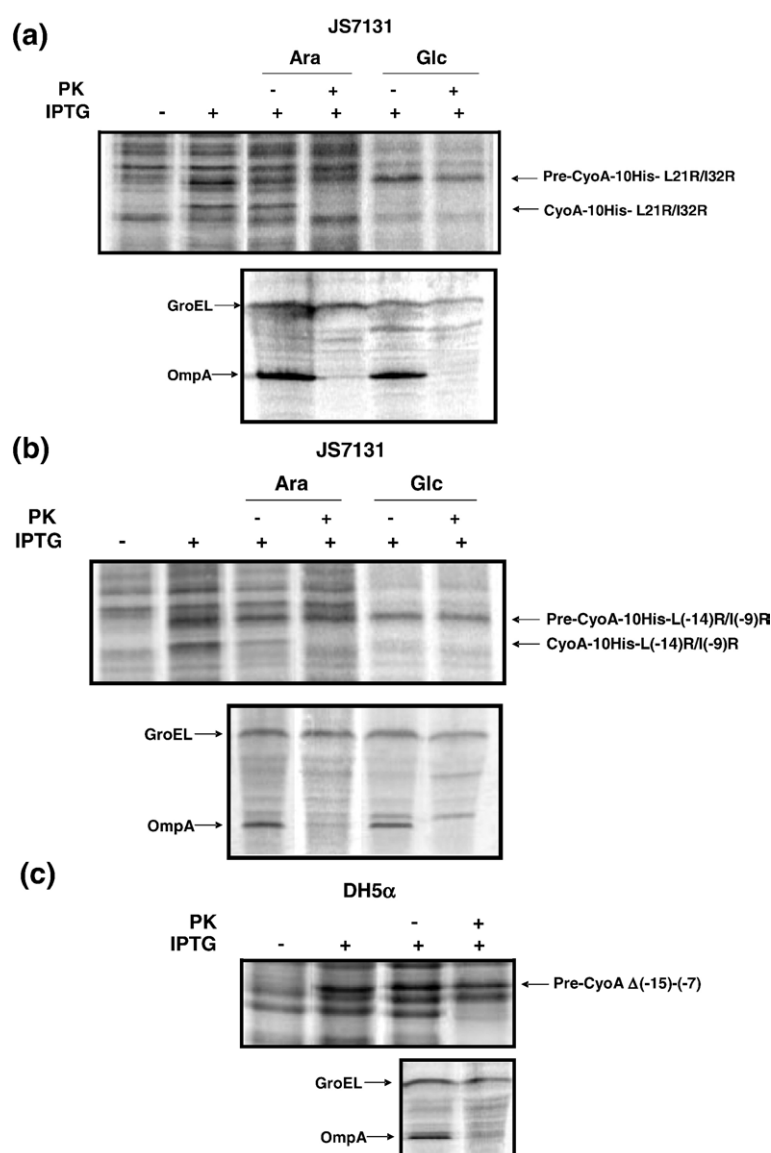 (a)
JS7131
Ara Glc
PK - + - +
IPTG - + + + + +
Pre-CyoA-10His- L21R/I32R
CyoA-10His- L21R/I32R
GroEL
OmpA
(b)
JS7131
Ara Glc
PK - + - +
IPTG - + + + + +
Pre-CyoA-10His-L(-14)R/I(-9)R
CyoA-10His-L(-14)R/I(-9)R
GroEL
OmpA
(c)
DH5α
PK - +
IPTG - + + +
Pre-CyoA Δ(-15)-(-7)
GroEL
OmpA